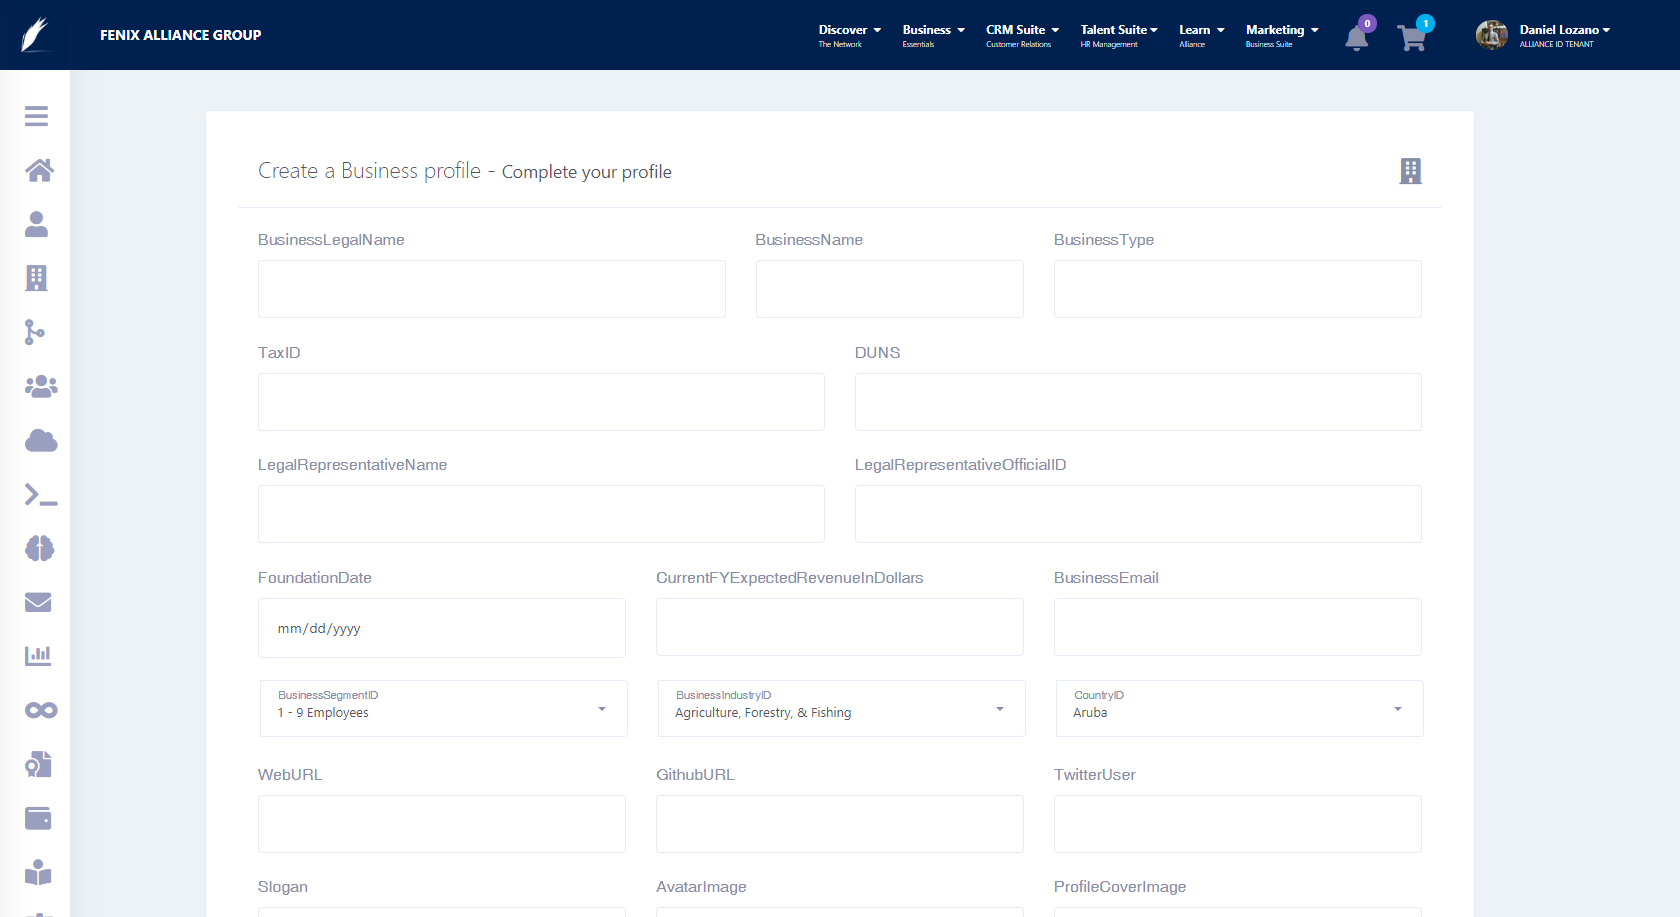 FENIX ALLIANCE GROUP
Discover
The Network
Business
Essentials
CRM Suite
Customer Relations
Talent Suite
HR Management
Learn
Alliance
Marketing
Business Suite
0
1
Daniel Lozano
ALLIANCE ID TENANT
Create a Business profile - Complete your profile
BusinessLegalName BusinessName BusinessType
TaxID DUNS
LegalRepresentativeName LegalRepresentativeOfficialID
FoundationDate CurrentFYExpectedRevenueInDollars BusinessEmail
mm/dd/yyyy
BusinessSegmentID BusinessIndustryID CountryID
1 - 9 Employees Agriculture, Forestry, & Fishing Aruba
WebURL GithubURL TwitterUser
Slogan AvatarImage ProfileCoverImage